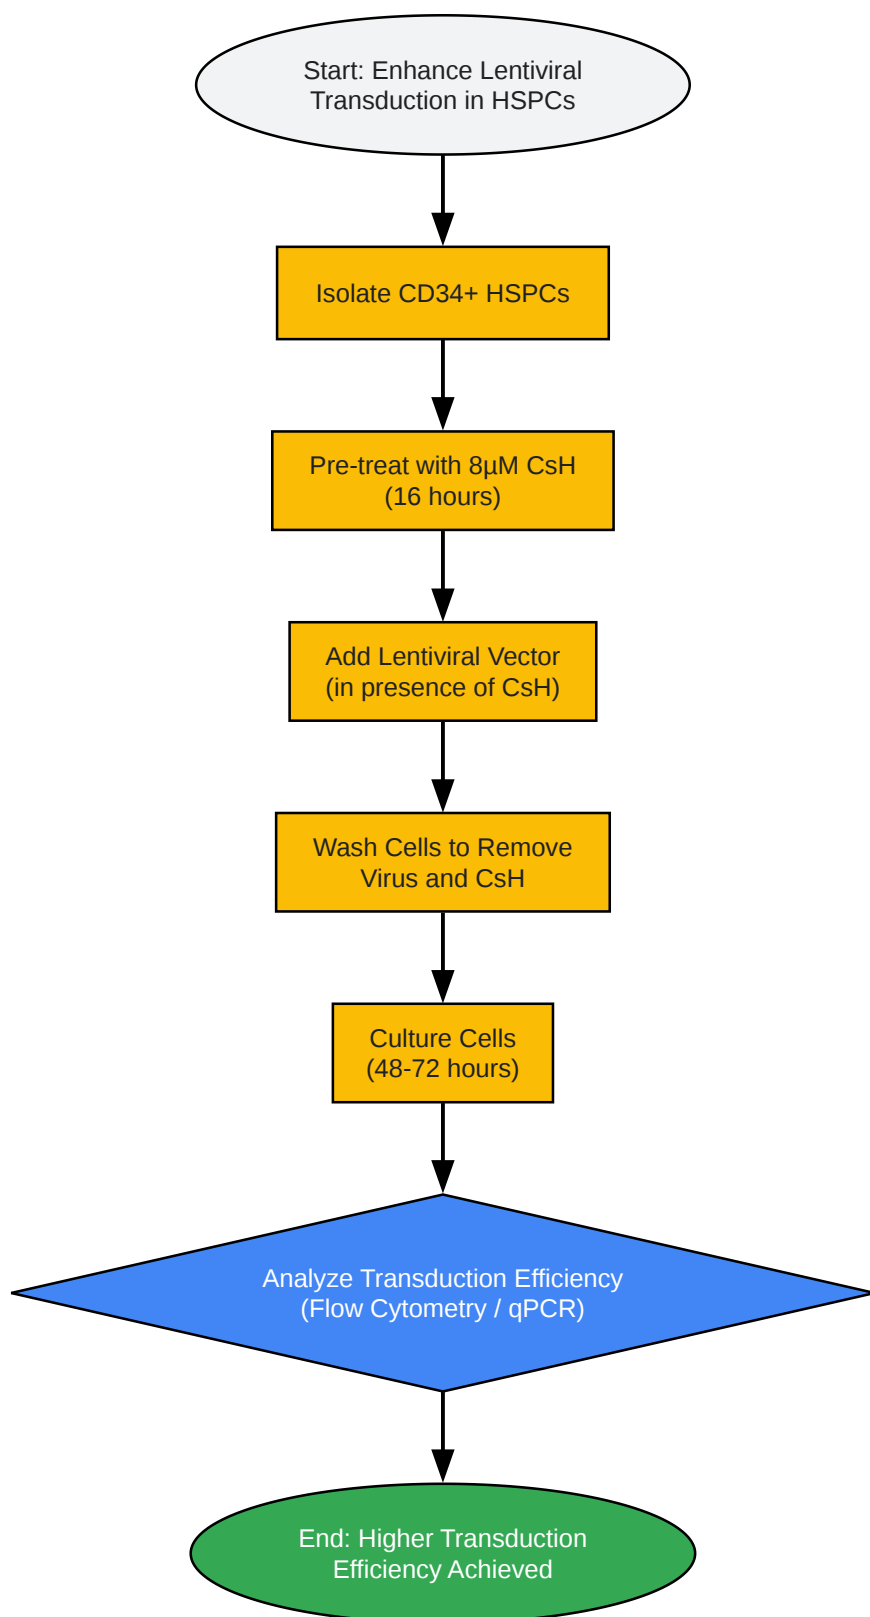 Start: Enhance Lentiviral
Transduction in HSPCs
Isolate CD34+ HSPCs
Pre-treat with 8µM CsH
(16 hours)
Add Lentiviral Vector
(in presence of CsH)
Wash Cells to Remove
Virus and CsH
Culture Cells
(48-72 hours)
Analyze Transduction Efficiency
(Flow Cytometry / qPCR)
End: Higher Transduction
Efficiency Achieved